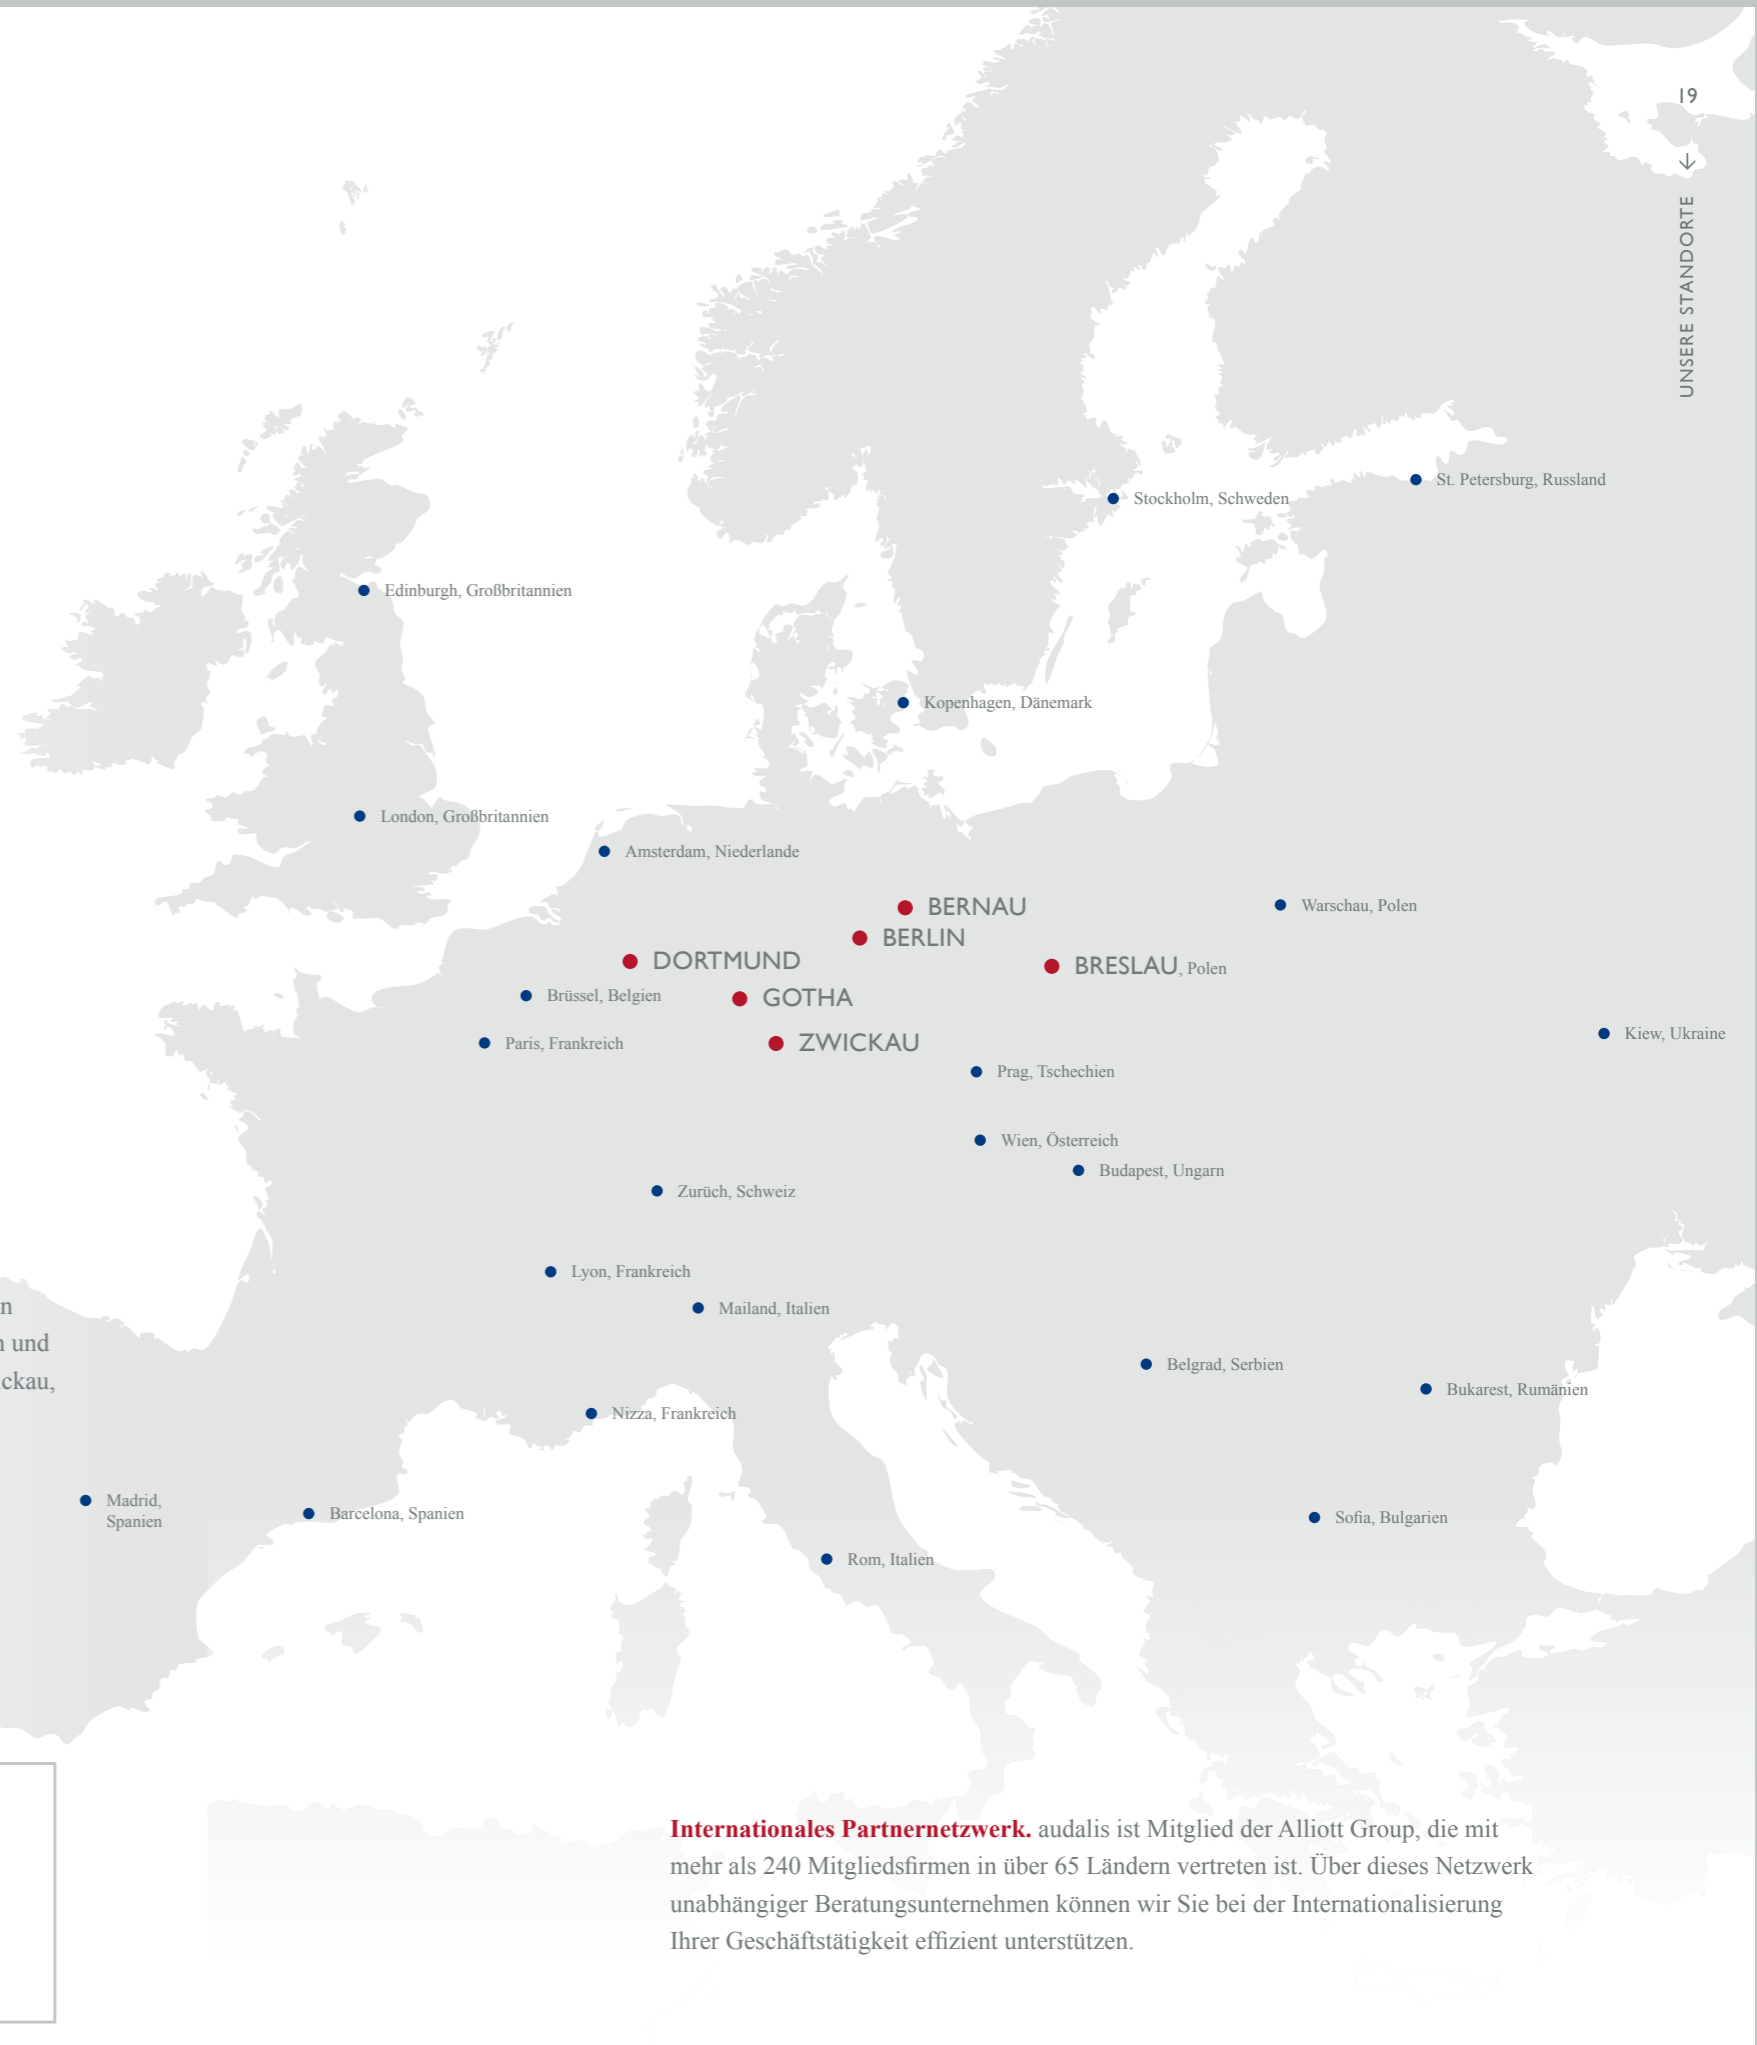 19
UNSERE STANDORTE
St. Petersburg, Russland
Stockholm, Schweden
Edinburgh, Großbritannien
Kopenhagen, Dänemark
London, Großbritannien
Amsterdam, Niederlande
BERNAU
Warschau, Polen
BERLIN
DORTMUND
BRESLAU, Polen
Brüssel, Belgien
GOTHA
Kiew, Ukraine
Paris, Frankreich
ZWICKAU
Prag, Tschechien
Wien, Österreich
Budapest, Ungarn
Zurüch, Schweiz
Lyon, Frankreich
n
Mailand, Italien
n und
Belgrad, Serbien
ckau,
Bukarest, Rumänien
Nizza, Frankreich
Madrid,
Spanien
Barcelona, Spanien
Sofia, Bulgarien
Rom, Italien
Internationales Partnernetzwerk. audalis ist Mitglied der Alliott Group, die mit
mehr als 240 Mitgliedsfirmen in über 65 Ländern vertreten ist. Über dieses Netzwerk
unabhängiger Beratungsunternehmen können wir Sie bei der Internationalisierung
Ihrer Geschäftstätigkeit effizient unterstützen.